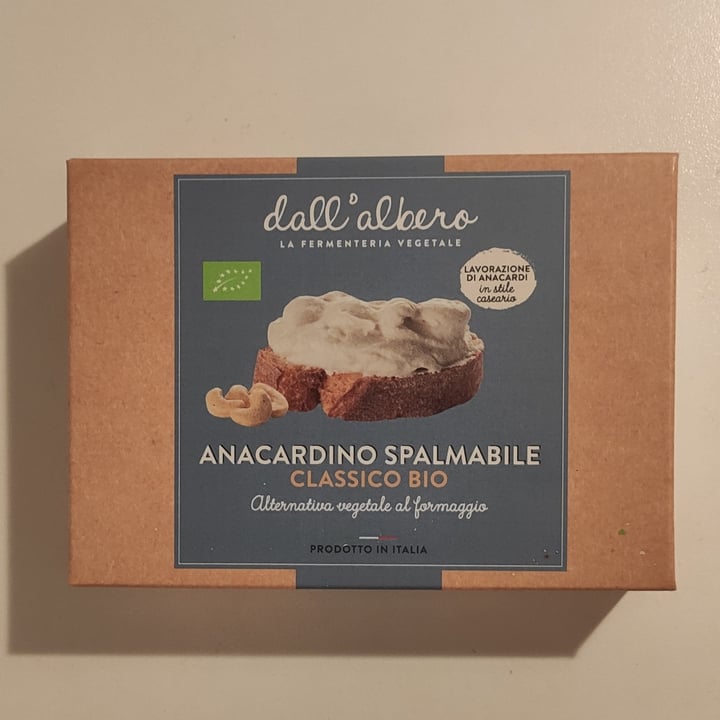 dall'albero
LA FERMENTERIA VEGETALE
LAVORAZIONE
DI ANACARDI
in stile
caseario
ANACARDINO SPALMABILE
CLASSICO BIO
Alternativa vegetale al formaggio
PRODOTTO IN ITALIA